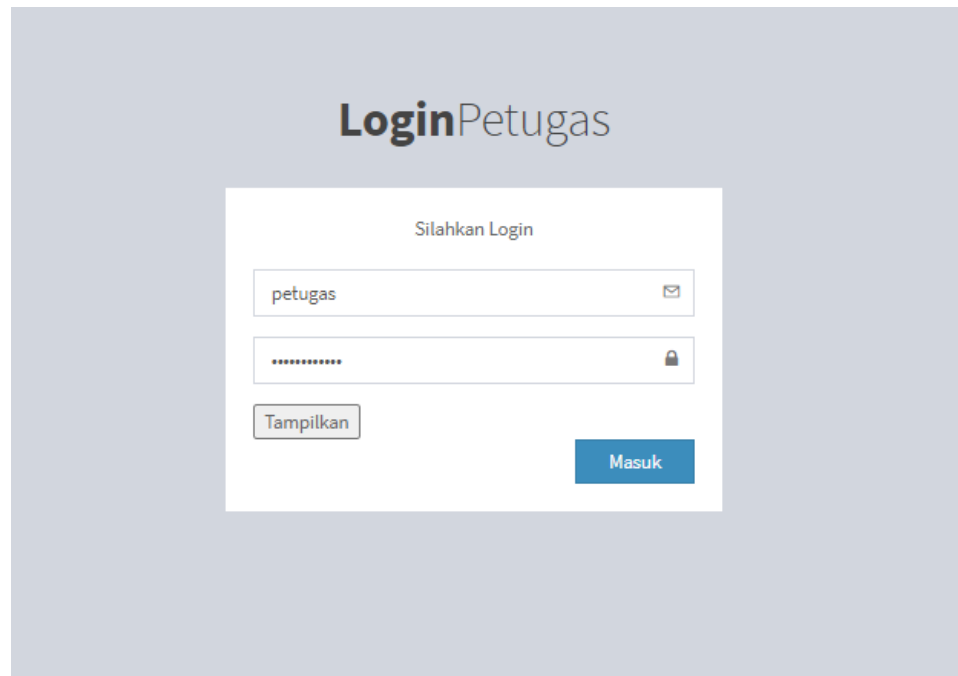 LoginPetugas
Silahkan Login
petugas
••••••••••••
Tampilkan
Masuk